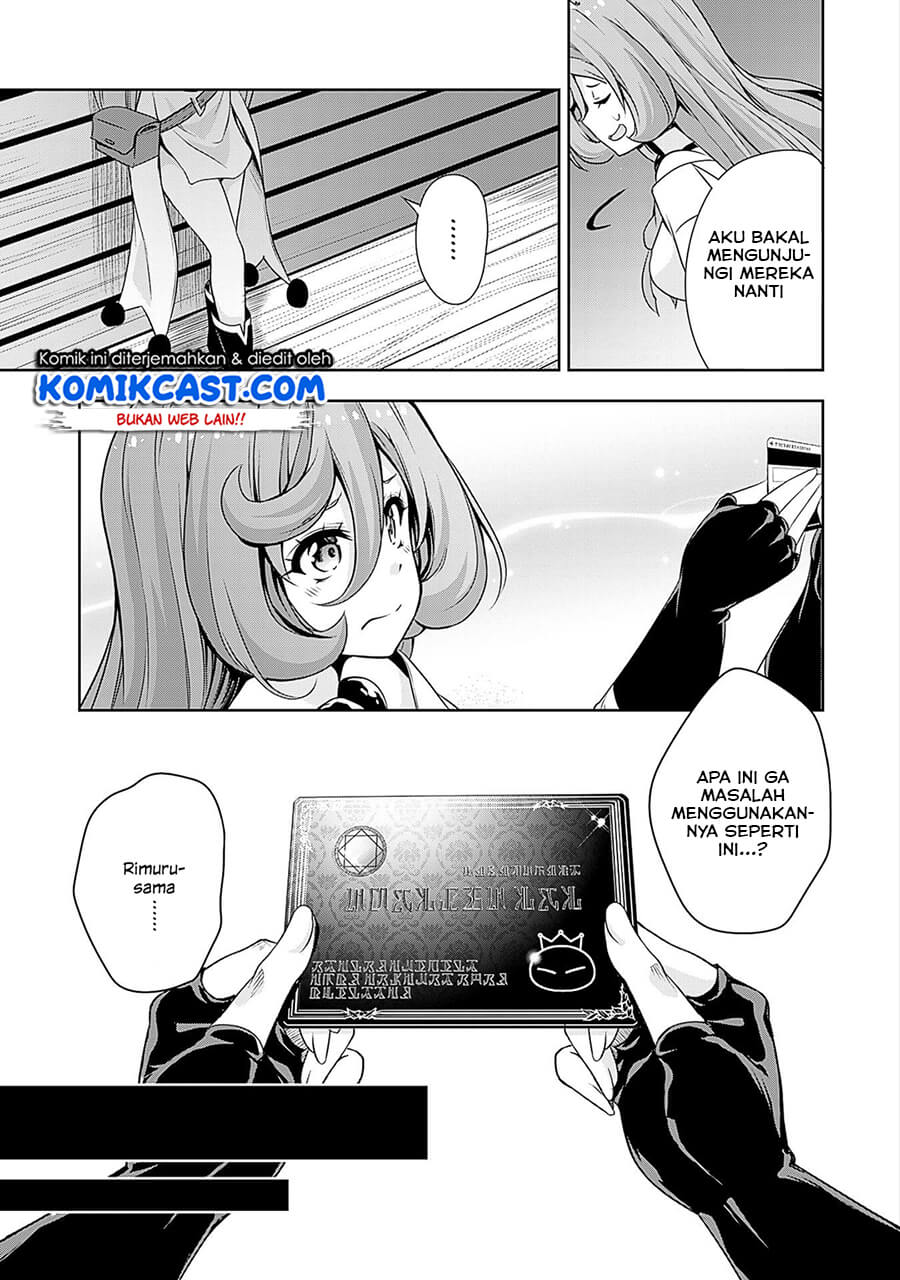 AKU BAKAL
MENGUNJU-
NGI MEREKA
NANTI
........
Komik ini diterjemahkan & diedit oleh
KOMIKCAST.COM
BUKAN WEB LAIN!!
APA INI GA
MASALAH
MENGGUNAKAN-
NYA SEPERTI
INI...?
Rimuru-
sama
......